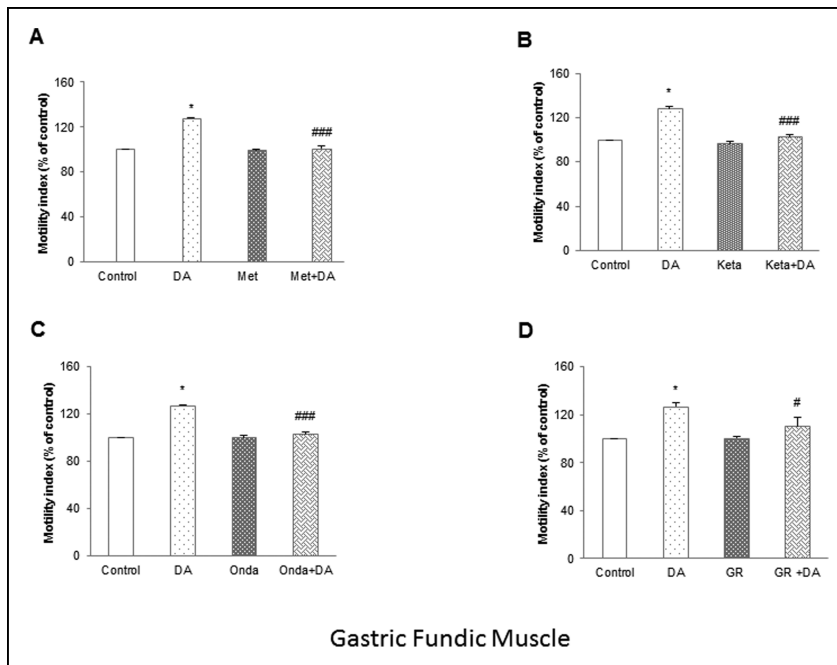 A
Motility index (% of control)
160
120
80
40
0
*
###
Control DA Met Met+DA
B
Motility index (% of control)
160
120
80
40
0
*
###
Control DA Keta Keta+DA
C
Motility index (% of control)
160
120
80
40
0
*
###
Control DA Onda Onda+DA
D
Motility index (% of control)
160
120
80
40
0
*
#
Control DA GR GR +DA
Gastric Fundic Muscle